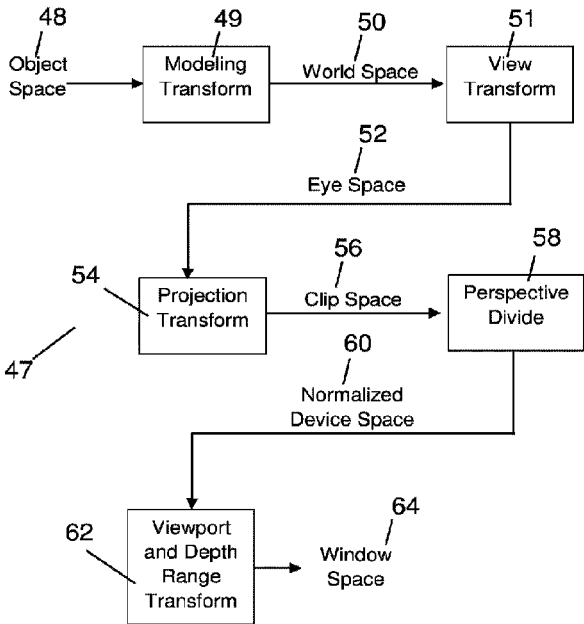 48
49
50
51
Object
Space
Modeling
Transform
World Space
View
Transform
52
Eye Space
54
56
58
Projection
Transform
Clip Space
Perspective
Divide
47
60
Normalized
Device Space
62
64
Viewport
and Depth
Range
Transform
Window
Space